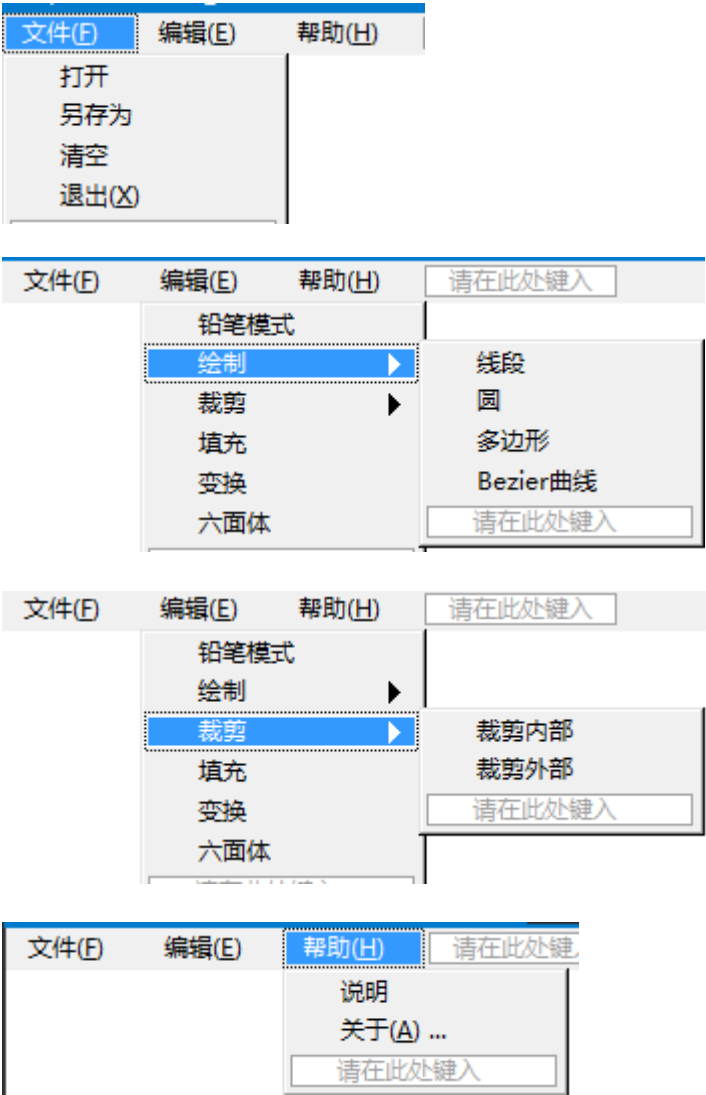 文件(F) 编辑(E) 帮助(H)
打开
另存为
清空
退出(X)
文件(F) 编辑(E) 帮助(H) 请在此处键入
铅笔模式
绘制 线段
裁剪 圆
填充 多边形
变换 Bezier曲线
六面体 请在此处键入
文件(F) 编辑(E) 帮助(H) 请在此处键入
铅笔模式
绘制
裁剪 裁剪内部
填充 裁剪外部
变换 请在此处键入
六面体
文件(F) 编辑(E) 帮助(H) 请在此处键
说明
关于(A) ...
请在此处键入